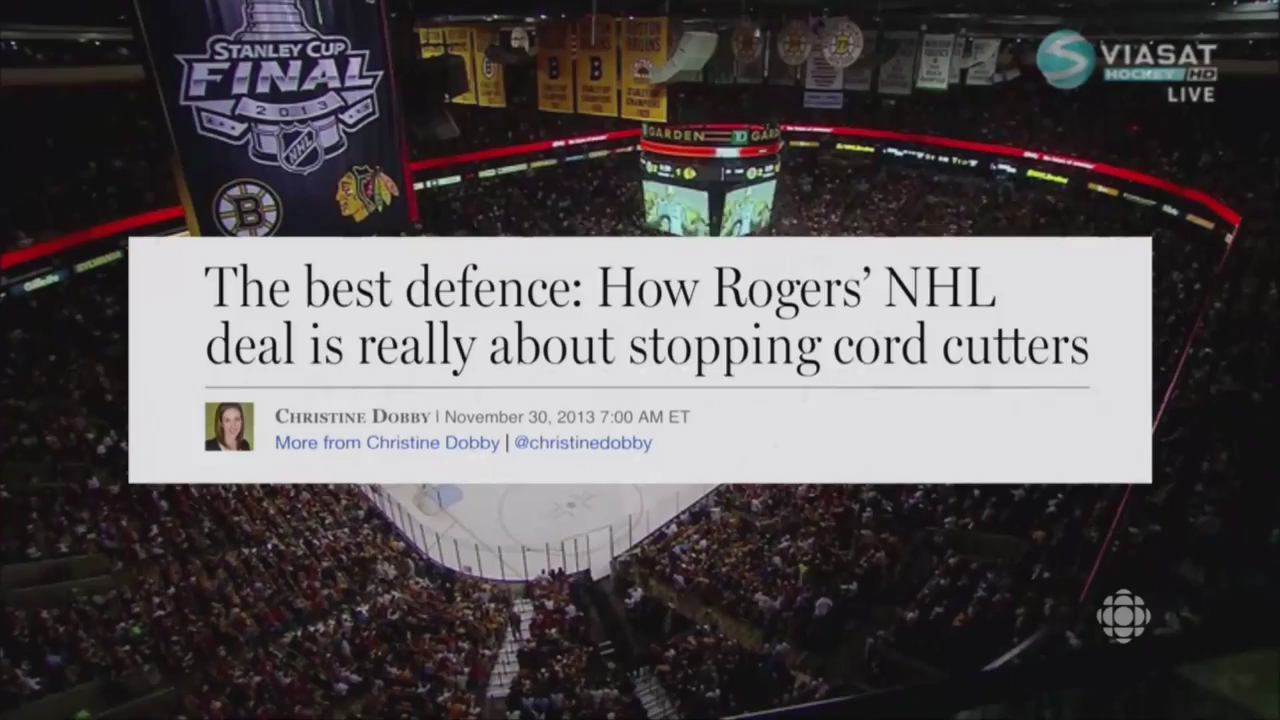 STANLEY CUP
FINAL
2013
NHL
B
B
B
VIASAT
HOCKEY HD
LIVE
GARDEN
The best defence: How Rogers’ NHL
deal is really about stopping cord cutters
CHRISTINE DOBBY | November 30, 2013 7:00 AM ET
More from Christine Dobby | @christinedobby